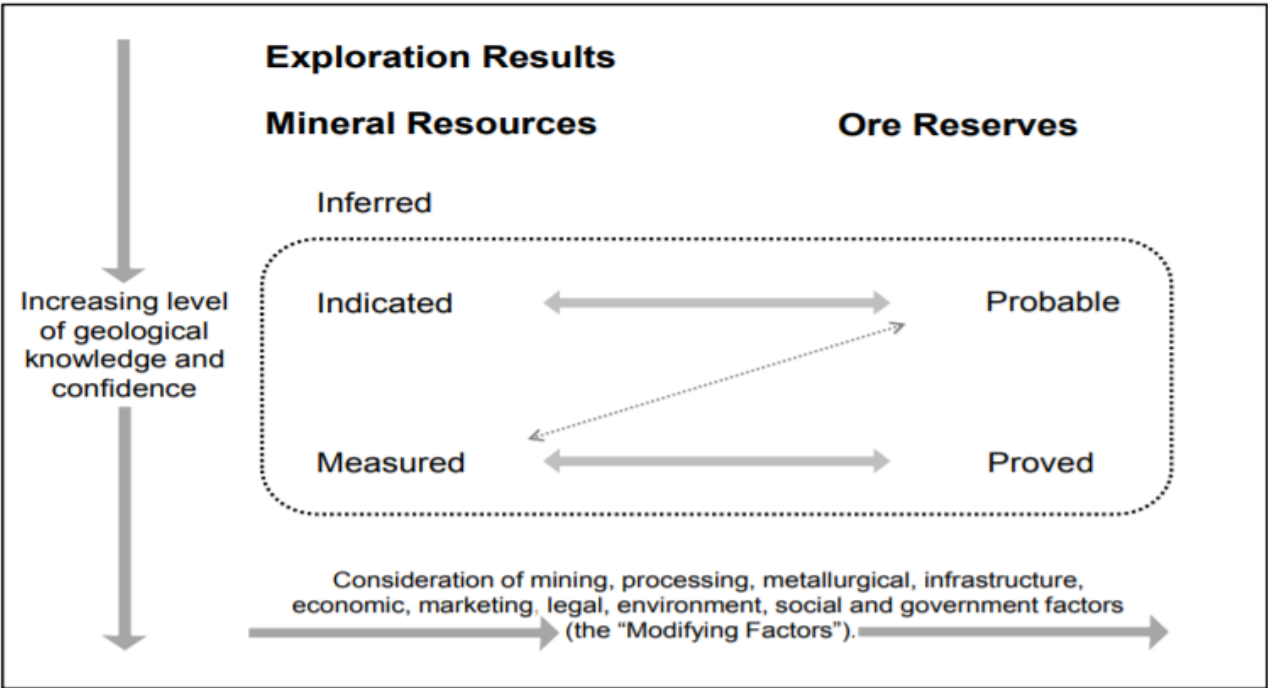 Exploration Results
Mineral Resources
Ore Reserves
Inferred
Increasing level
of geological
knowledge and
confidence
Indicated
Probable
Measured
Proved
Consideration of mining, processing, metallurgical, infrastructure,
economic, marketing, legal, environment, social and government factors
(the “Modifying Factors”).